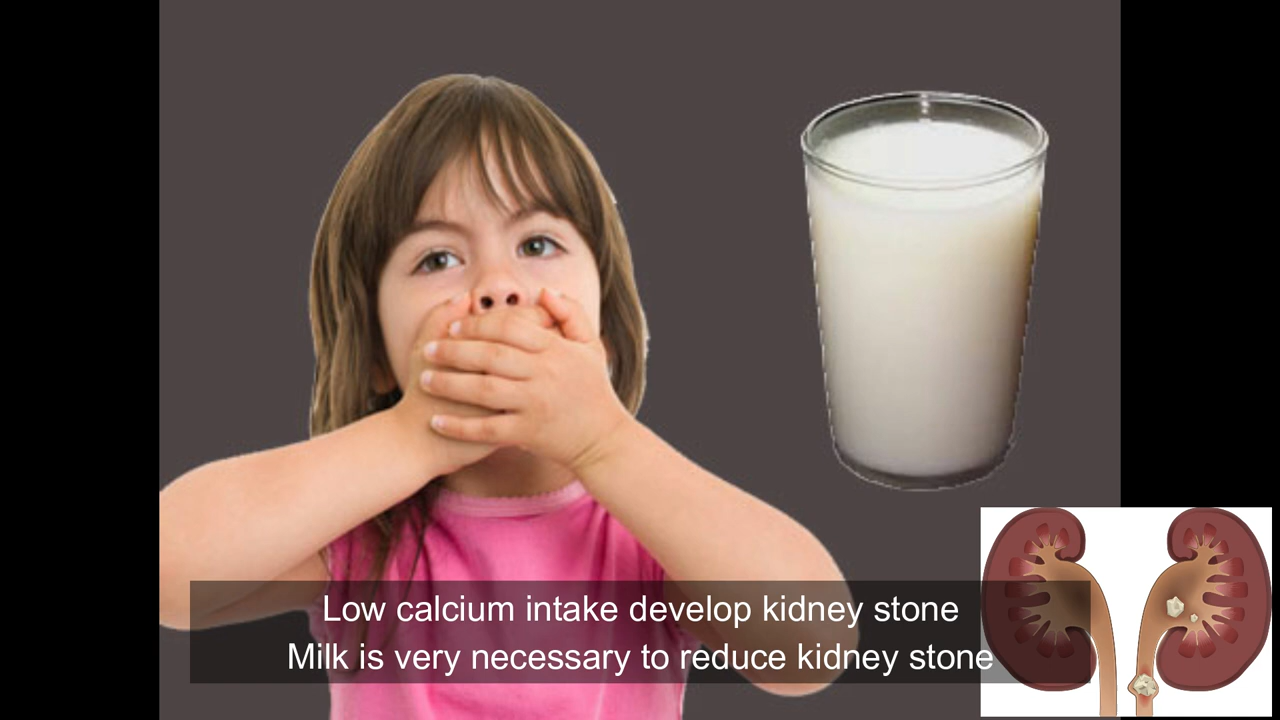 Low calcium intake develop kidney stone
Milk is very necessary to reduce kidney stone